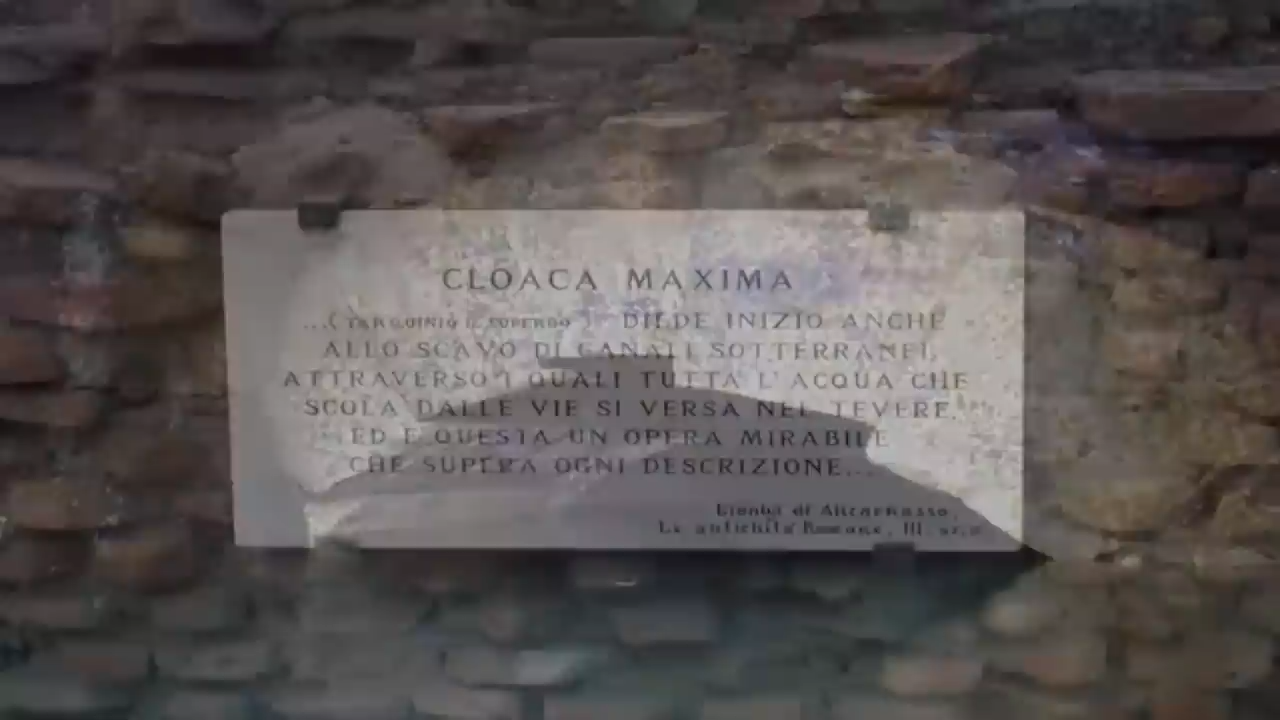 CLOACA MAXIMA
...(TARQUINIO IL SUPERBO) DIEDE INIZIO ANCHE
ALLO SCAVO DI CANALI SOTTERRANEI,
ATTRAVERSO I QUALI TUTTA L'ACQUA CHE
SCOLA DALLE VIE SI VERSA NEL TEVERE.
ED E QUESTA UN OPERA MIRABILE
CHE SUPERA OGNI DESCRIZIONE...
di Alicarnasso,
Le antichità Romane, III.